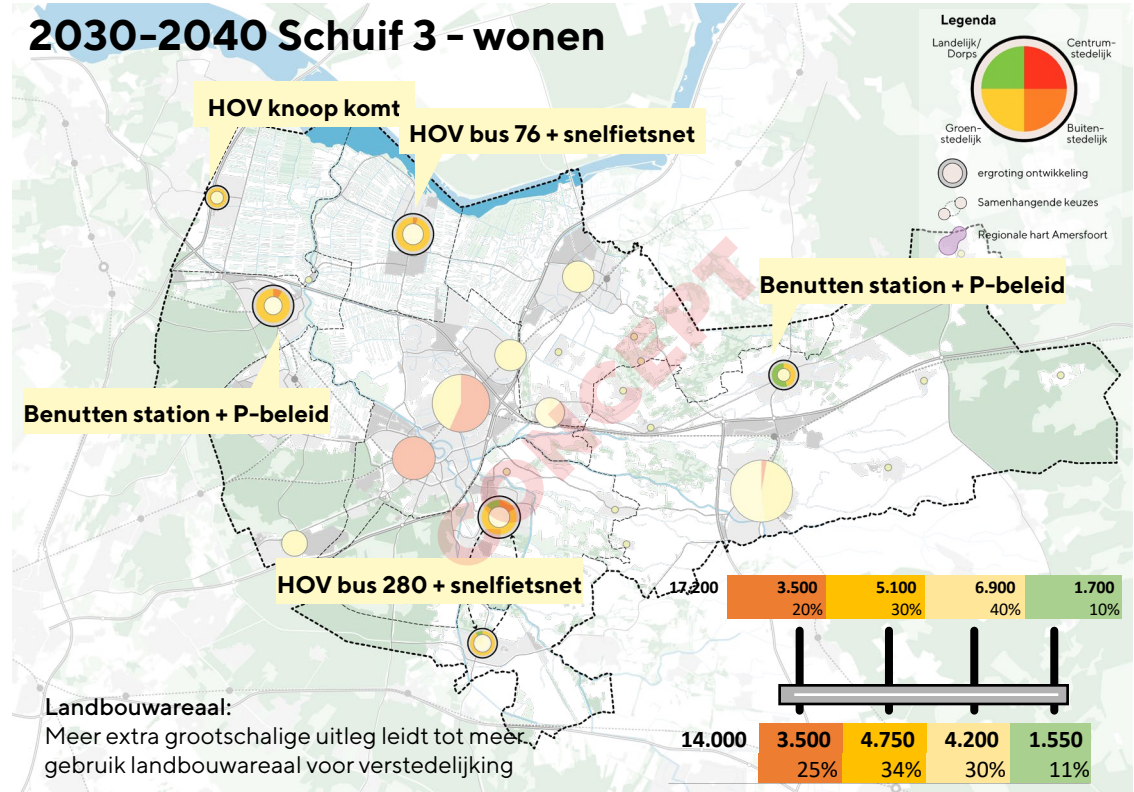 2030-2040 Schuif 3 - wonen
Legenda
Landelijk/
Dorps
Centrum-
stedelijk
Groen-
stedelijk
Buiten-
stedelijk
ergroting ontwikkeling
Samenhangende keuzes
Regionale hart Amersfoort
HOV knoop komt
HOV bus 76 + snelfietsnet
Benutten station + P-beleid
Benutten station + P-beleid
CONCEPT
HOV bus 280 + snelfietsnet
17.200 3.500 5.100 6.900 1.700
20% 30% 40% 10%
Landbouwareaal:
Meer extra grootschalige uitleg leidt tot meer
gebruik landbouwareaal voor verstedelijking
14.000 3.500 4.750 4.200 1.550
25% 34% 30% 11%